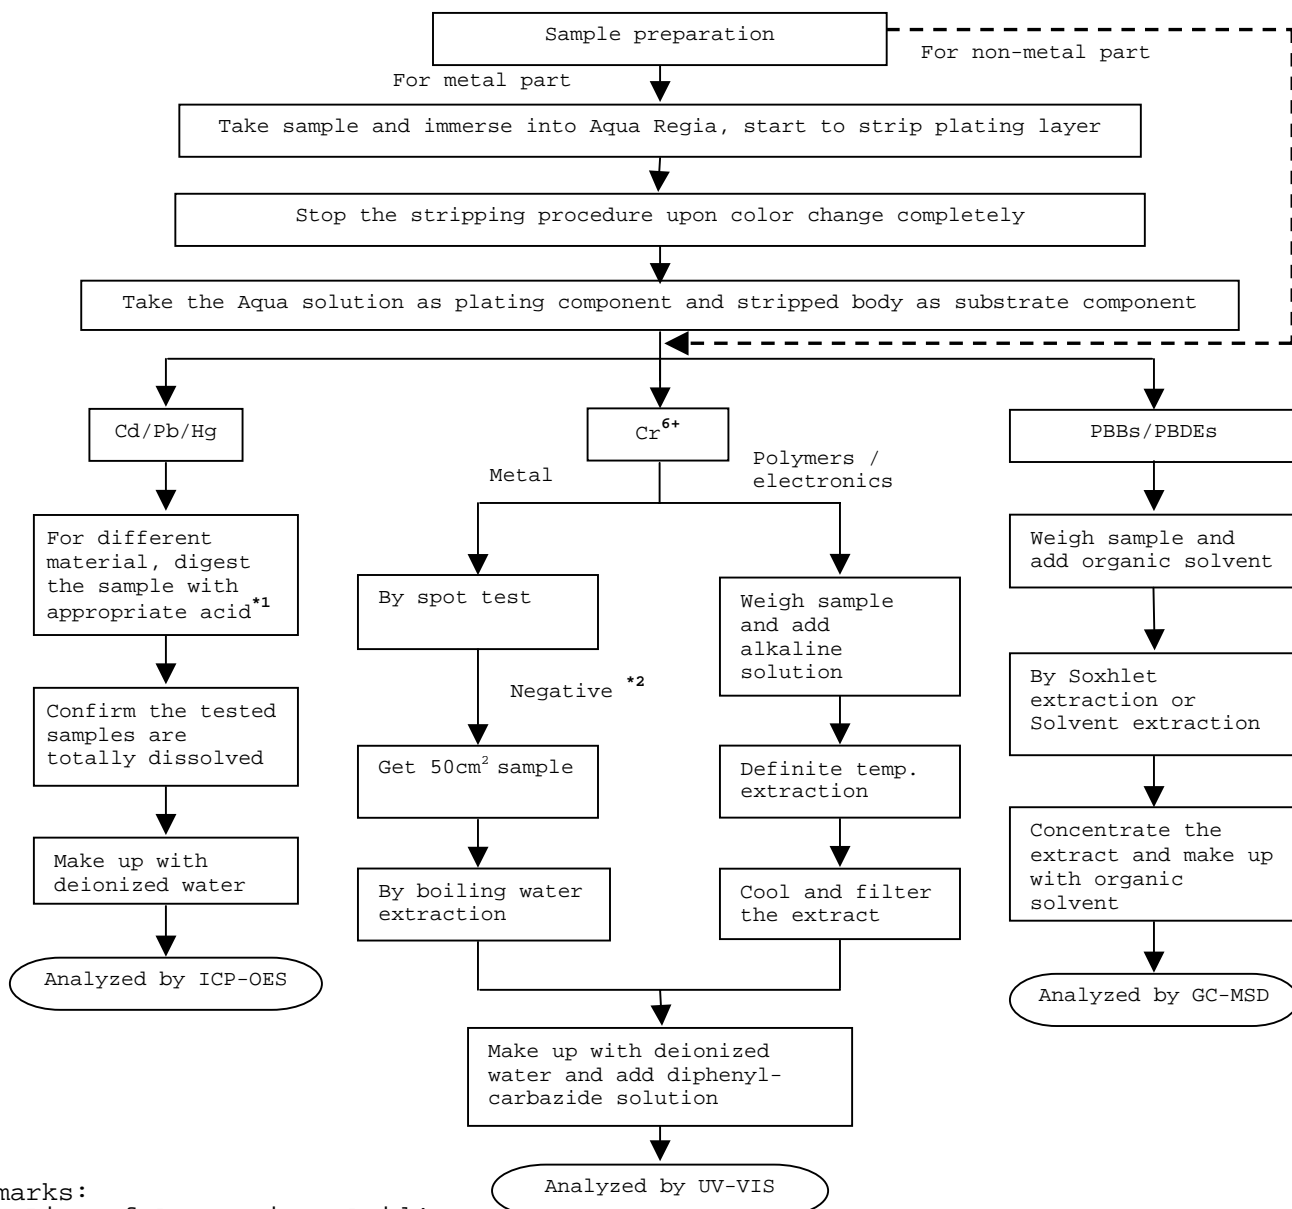 Sample preparation
For non-metal part
For metal part
Take sample and immerse into Aqua Regia, start to strip plating layer
Stop the stripping procedure upon color change completely
Take the Aqua solution as plating component and stripped body as substrate component
Cd/Pb/Hg
Cr6+
PBBs/PBDEs
Metal
Polymers /
electronics
For different
material, digest
the sample with
appropriate acid*1
Confirm the tested
samples are
totally dissolved
Make up with
deionized water
Analyzed by ICP-OES
By spot test
Negative *2
Get 50cm2 sample
By boiling water
extraction
Weigh sample
and add
alkaline
solution
Definite temp.
extraction
Cool and filter
the extract
Make up with deionized
water and add diphenyl-
carbazide solution
Analyzed by UV-VIS
Weigh sample and
add organic solvent
By Soxhlet
extraction or
Solvent extraction
Concentrate the
extract and make up
with organic
solvent
Analyzed by GC-MSD
marks: